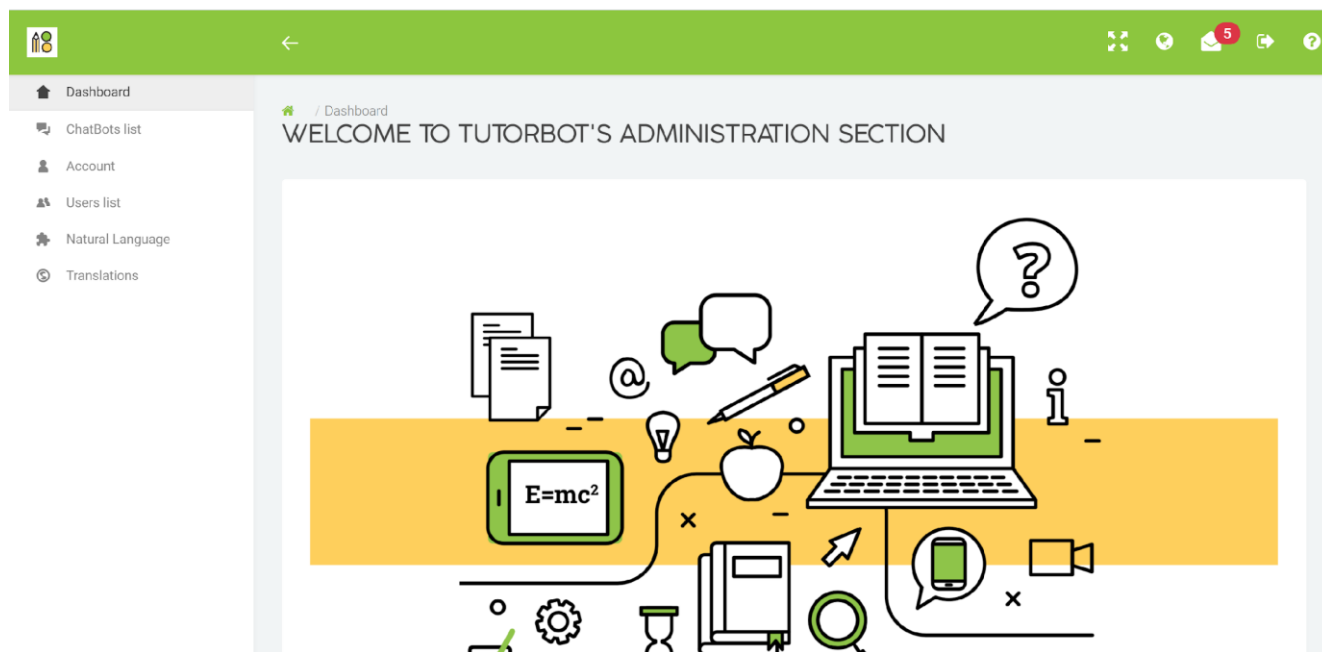 5
Dashboard
ChatBots list
Account
Users list
Natural Language
Translations
/ Dashboard
WELCOME TO TUTORBOT'S ADMINISTRATION SECTION
?
@
i
E=mc²